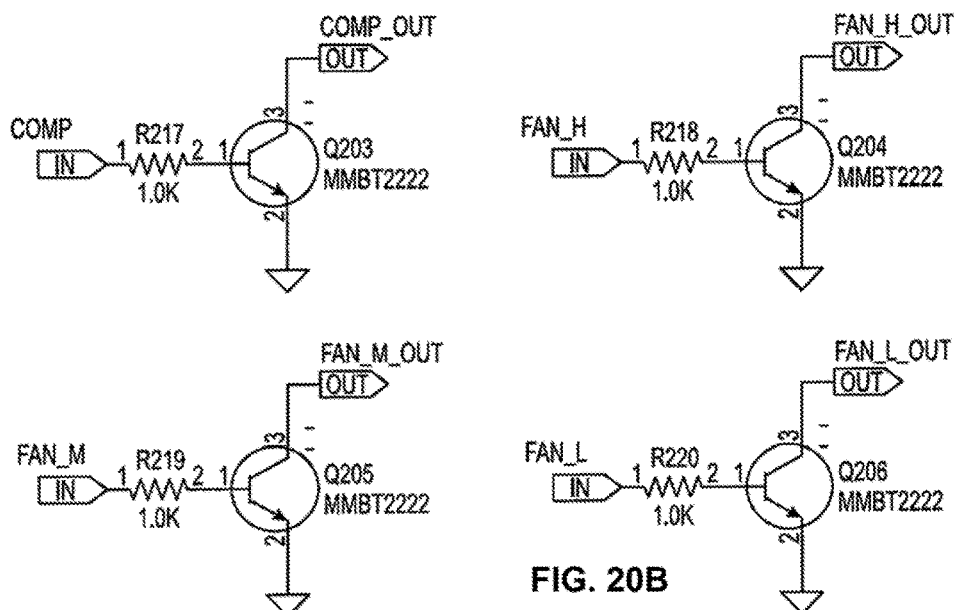 COMP_OUT
OUT
COMP
IN
1
R217
2
1.0K
1
3
2
Q203
MMBT2222
FAN_H_OUT
OUT
FAN_H
IN
1
R218
2
1.0K
1
3
2
Q204
MMBT2222
FAN_M_OUT
OUT
FAN_M
IN
1
R219
2
1.0K
1
3
2
Q205
MMBT2222
FAN_L_OUT
OUT
FAN_L
IN
1
R220
2
1.0K
1
3
2
Q206
MMBT2222
FIG. 20B